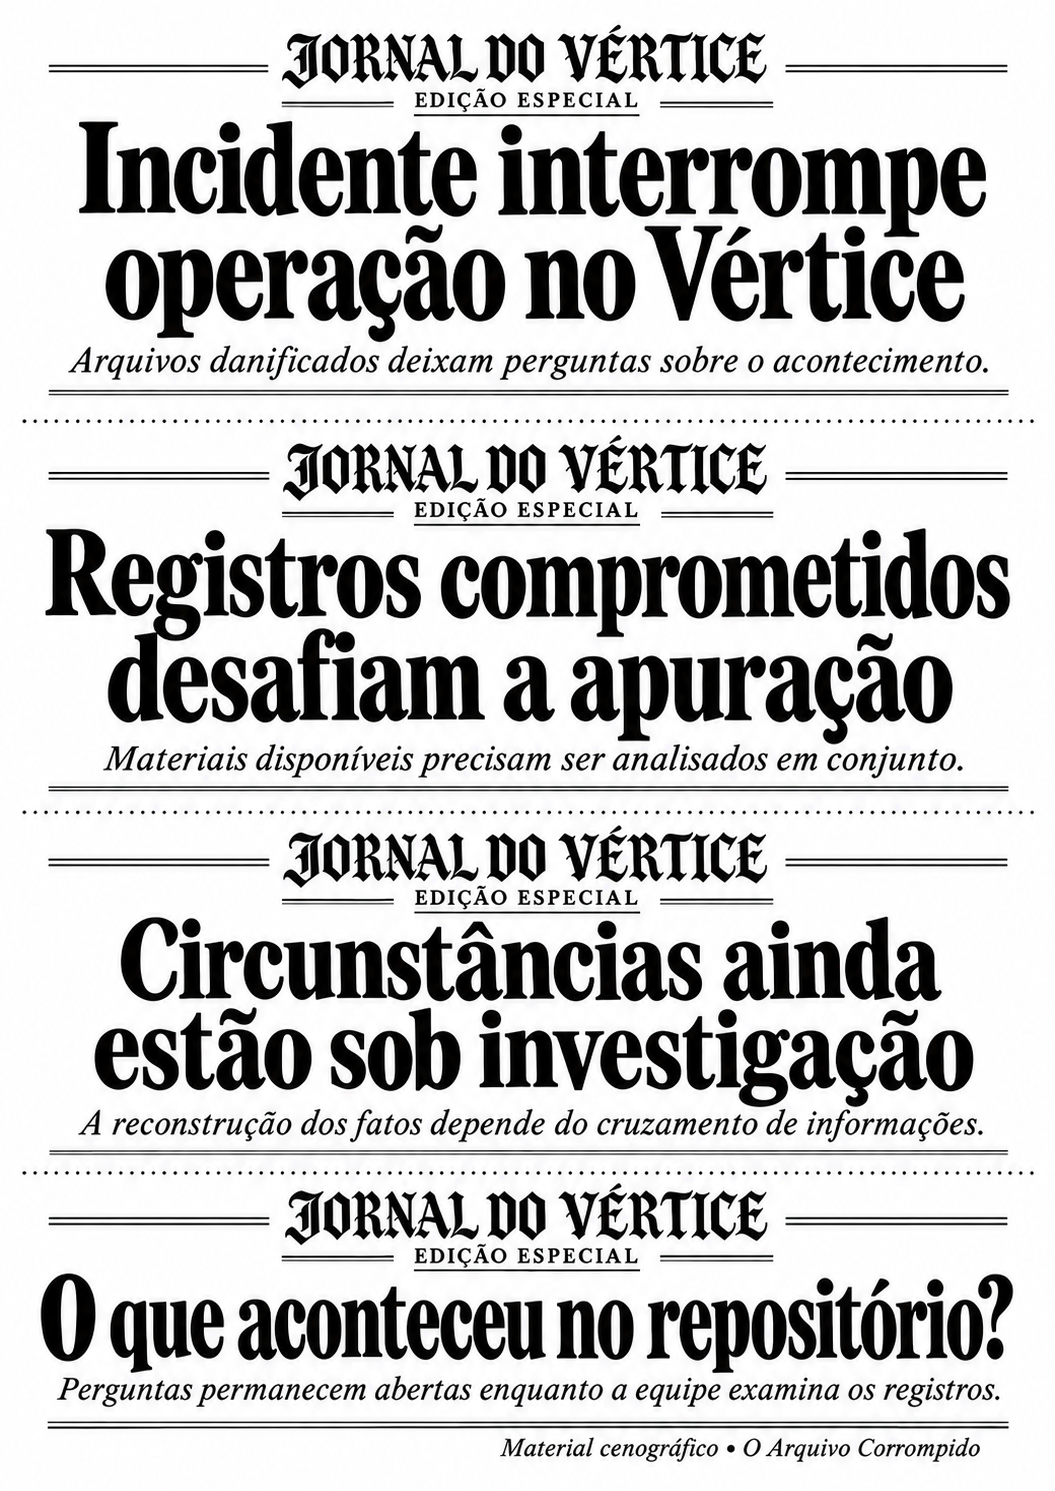 JORNAL DO VÉRTICE
EDIÇÃO ESPECIAL
Incidente interrompe
operação no Vértice
Arquivos danificados deixam perguntas sobre o acontecimento.
JORNAL DO VÉRTICE
EDIÇÃO ESPECIAL
Registros comprometidos
desafiam a apuração
Materiais disponíveis precisam ser analisados em conjunto.
JORNAL DO VÉRTICE
EDIÇÃO ESPECIAL
Circunstâncias ainda
estão sob investigação
A reconstrução dos fatos depende do cruzamento de informações.
JORNAL DO VÉRTICE
EDIÇÃO ESPECIAL
O que aconteceu no repositório?
Perguntas permanecem abertas enquanto a equipe examina os registros.
Material cenográfico • O Arquivo Corrompido